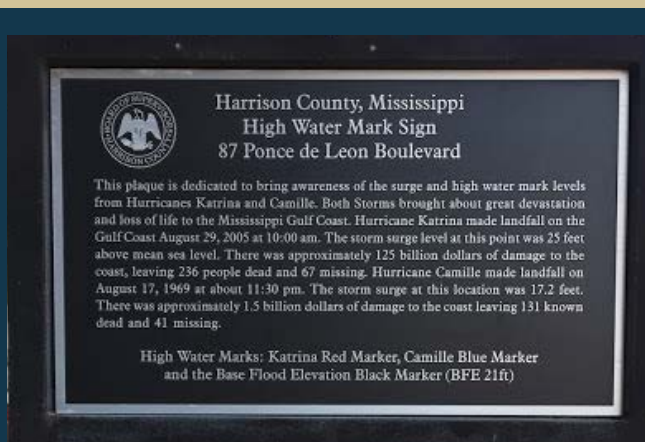 BOARD OF SUPERVISORS
HARRISON COUNTY
Harrison County, Mississippi
High Water Mark Sign
87 Ponce de Leon Boulevard
This plaque is dedicated to bring awareness of the surge and high water mark levels
from Hurricanes Katrina and Camille. Both Storms brought about great devastation
and loss of life to the Mississippi Gulf Coast. Hurricane Katrina made landfall on the
Gulf Coast August 29, 2005 at 10:00 am. The storm surge level at this point was 25 feet
above mean sea level. There was approximately 125 billion dollars of damage to the
coast, leaving 236 people dead and 67 missing. Hurricane Camille made landfall on
August 17, 1969 at about 11:30 pm. The storm surge at this location was 17.2 feet.
There was approximately 1.5 billion dollars of damage to the coast leaving 131 known
dead and 41 missing.
High Water Marks: Katrina Red Marker, Camille Blue Marker
and the Base Flood Elevation Black Marker (BFE 21ft)